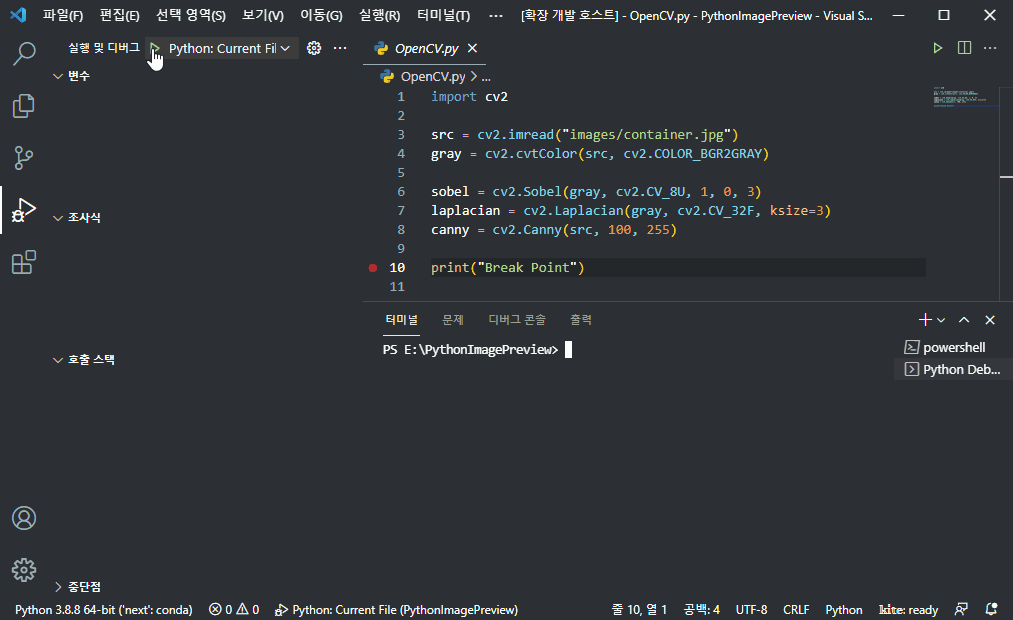 파일(F) 편집(E) 선택 영역(S) 보기(V) 이동(G) 실행(R) 터미널(T) ··· [확장 개발 호스트] - OpenCV.py - PythonImagePreview - Visual S...
실행 및 디버그 Python: Current Fil ···
OpenCV.py
변수
OpenCV.py > ...
1 import cv2
2
3 src = cv2.imread("images/container.jpg")
4 gray = cv2.cvtColor(src, cv2.COLOR_BGR2GRAY)
5
6 sobel = cv2.Sobel(gray, cv2.CV_8U, 1, 0, 3)
7 laplacian = cv2.Laplacian(gray, cv2.CV_32F, ksize=3)
8 canny = cv2.Canny(src, 100, 255)
9
10 print("Break Point")
11
조사식
호출 스택
중단점
터미널 문제 디버그 콘솔 출력
PS E:\PythonImagePreview>
powershell
Python Deb...
Python 3.8.8 64-bit ('next': conda) 0 0 Python: Current File (PythonImagePreview) 줄 10, 열 1 공백: 4 UTF-8 CRLF Python kite: ready